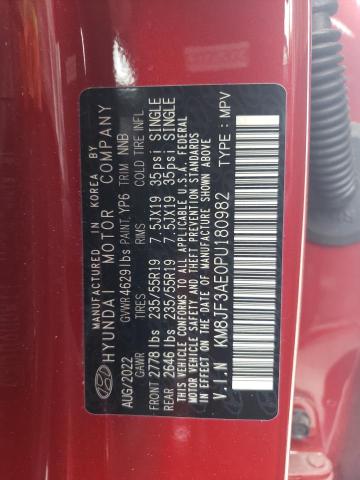 MANUFACTURED IN KOREA BY
HYUNDAI MOTOR COMPANY
GVWR 4629 lbs PAINT, YP6 TRIM NNB
AUG/2022 GAWR TIRES RIMS COLD TIRE INFL
FRONT 2778 lbs 235/55R19 7.5JX19 35psi SINGLE
REAR 2646 lbs 235/55R19 7.5JX19 35psi SINGLE
THIS VEHICLE CONFORMS TO ALL APPLICABLE U.S.A. FEDERAL
MOTOR VEHICLE SAFETY, BUMPER AND THEFT PREVENTION STANDARDS
IN EFFECT ON THE DATE OF MANUFACTURE SHOWN ABOVE.
V.I.N KM8JF3AE0PU180982 TYPE : MPV